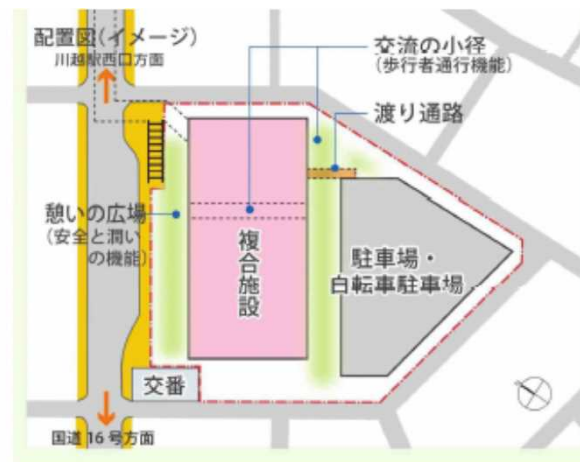 配置図(イメージ)
川越駅西口方面
交流の小径
(歩行者通行機能)
渡り通路
憩いの広場
(安全と潤い
の機能)
複合施設
駐車場・
自転車駐車場
交番
国道16号方面